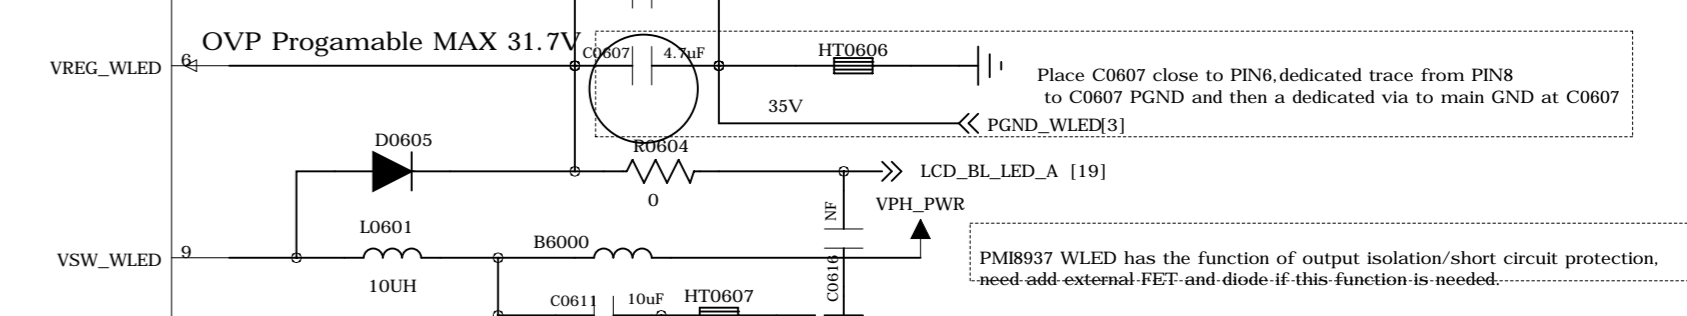 OVP Progamable MAX 31.7V
C0607
4.7uF
HT0606
VREG_WLED
6
Place C0607 close to PIN6,dedicated trace from PIN8
to C0607 PGND and then a dedicated via to main GND at C0607
35V
PGND_WLED[3]
D0605
R0604
LCD_BL_LED_A [19]
0
NF
VPH_PWR
L0601
B6000
VSW_WLED
9
PMI8937 WLED has the function of output isolation/short circuit protection,
need add external FET and diode if this function is needed.
10UH
C0616
C0611
10uF
HT0607